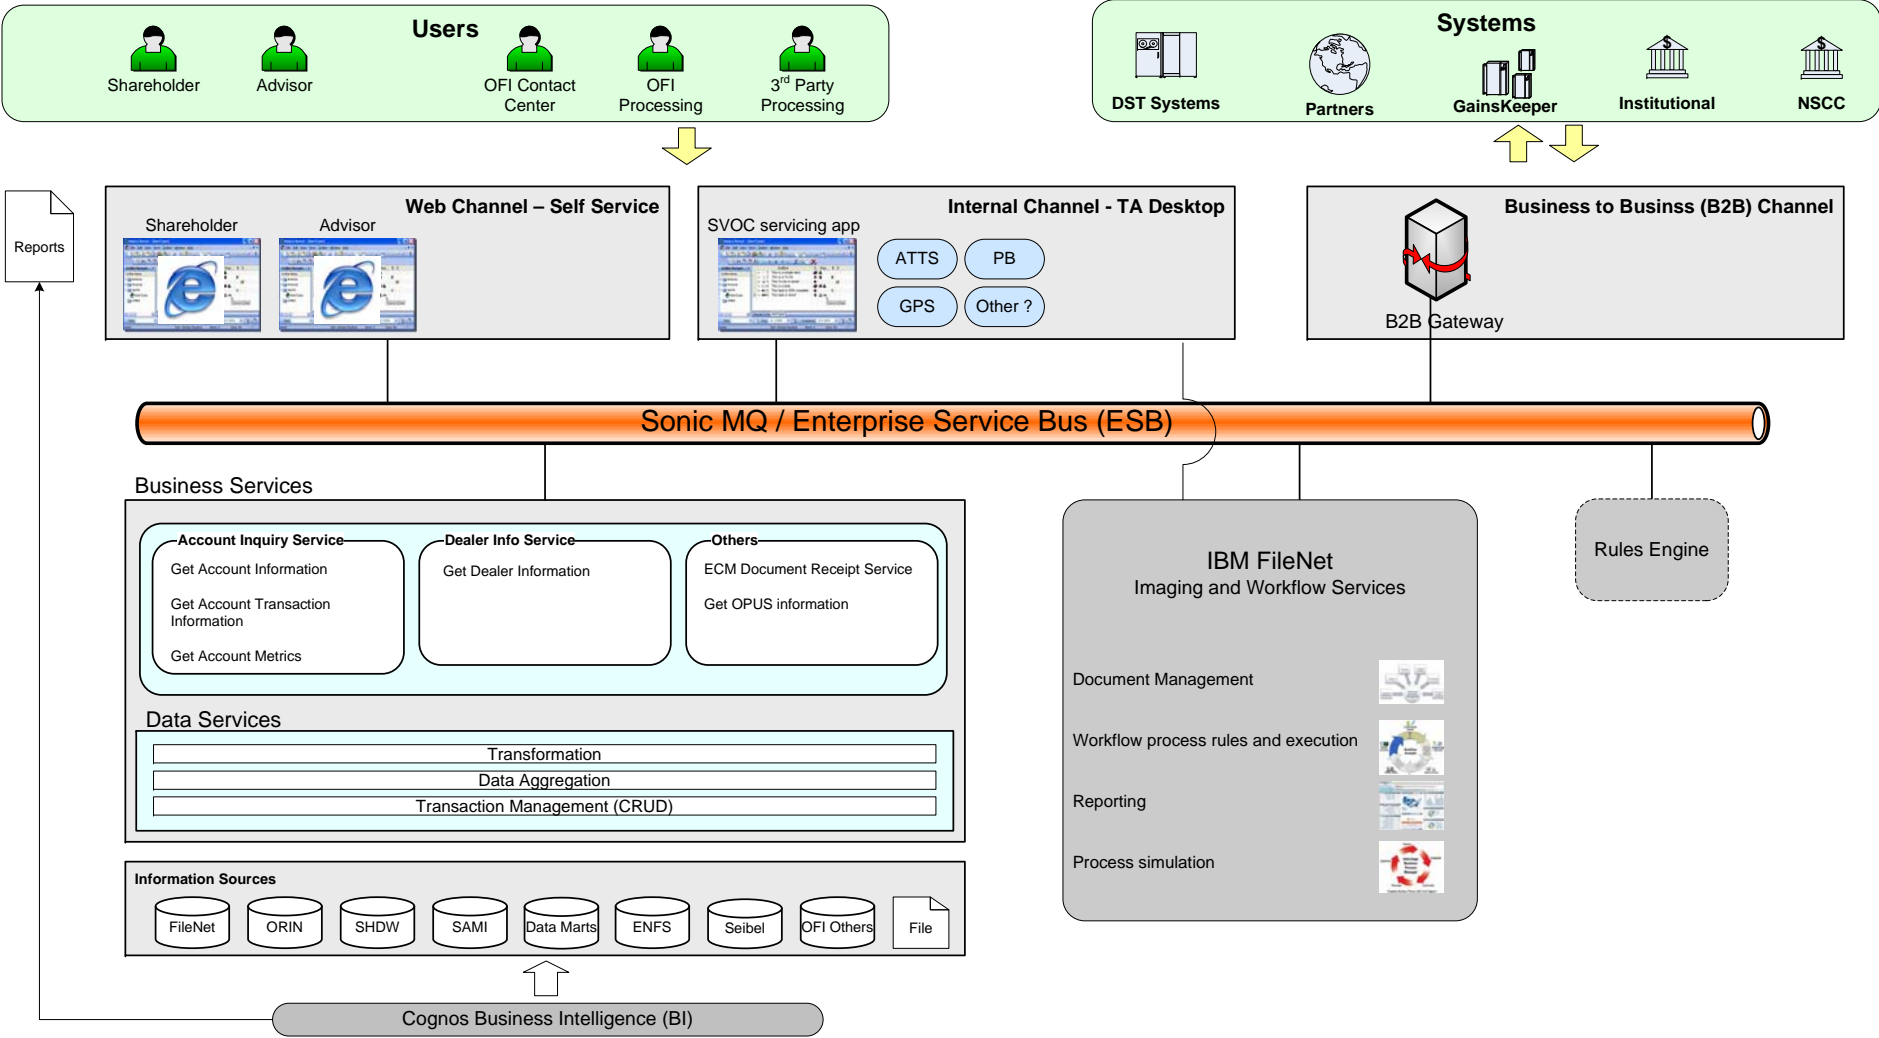 Users
Shareholder
Advisor
OFI Contact
Center
OFI
Processing
3rd Party
Processing
Systems
DST Systems
Partners
GainsKeeper
Institutional
NSCC
Reports
Web Channel – Self Service
Shareholder
Advisor
Internal Channel - TA Desktop
SVOC servicing app
ATTS
PB
GPS
Other ?
Business to Businss (B2B) Channel
B2B Gateway
Sonic MQ / Enterprise Service Bus (ESB)
Business Services
Account Inquiry Service
Get Account Information
Get Account Transaction
Information
Get Account Metrics
Dealer Info Service
Get Dealer Information
Others
ECM Document Receipt Service
Get OPUS information
Data Services
Transformation
Data Aggregation
Transaction Management (CRUD)
Information Sources
FileNet
ORIN
SHDW
SAMI
Data Marts
ENFS
Seibel
OFI Others
File
Cognos Business Intelligence (BI)
IBM FileNet
Imaging and Workflow Services
Document Management
Workflow process rules and execution
Reporting
Process simulation
Rules Engine